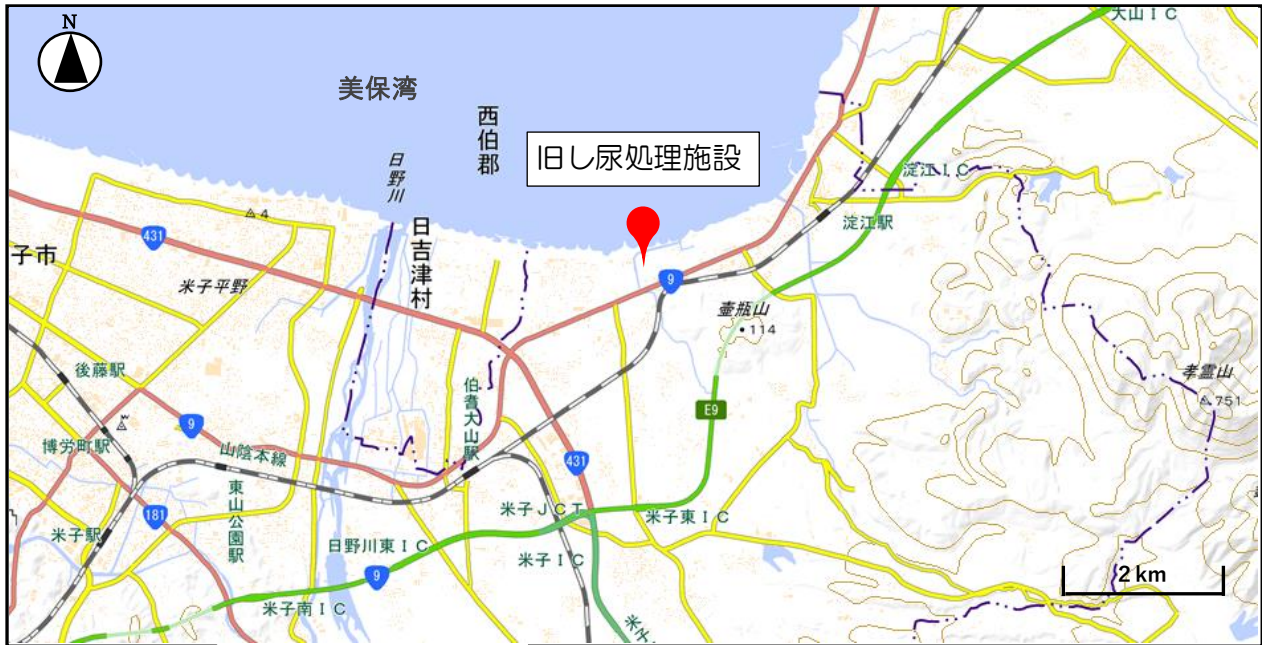 N
大山ＩＣ
美保湾
西伯郡
旧し尿処理施設
日野川
淀江ＩＣ
淀江駅
4
431
日吉津村
子市
米子平野
9
壷瓶山
114
孝霊山
751
後藤駅
伯耆大山駅
E9
9
博労町駅
山陰本線
431
181
東山公園駅
米子ＪＣＴ
米子東ＩＣ
米子駅
日野川東ＩＣ
米子ＩＣ
9
2 km
米子南ＩＣ
米子